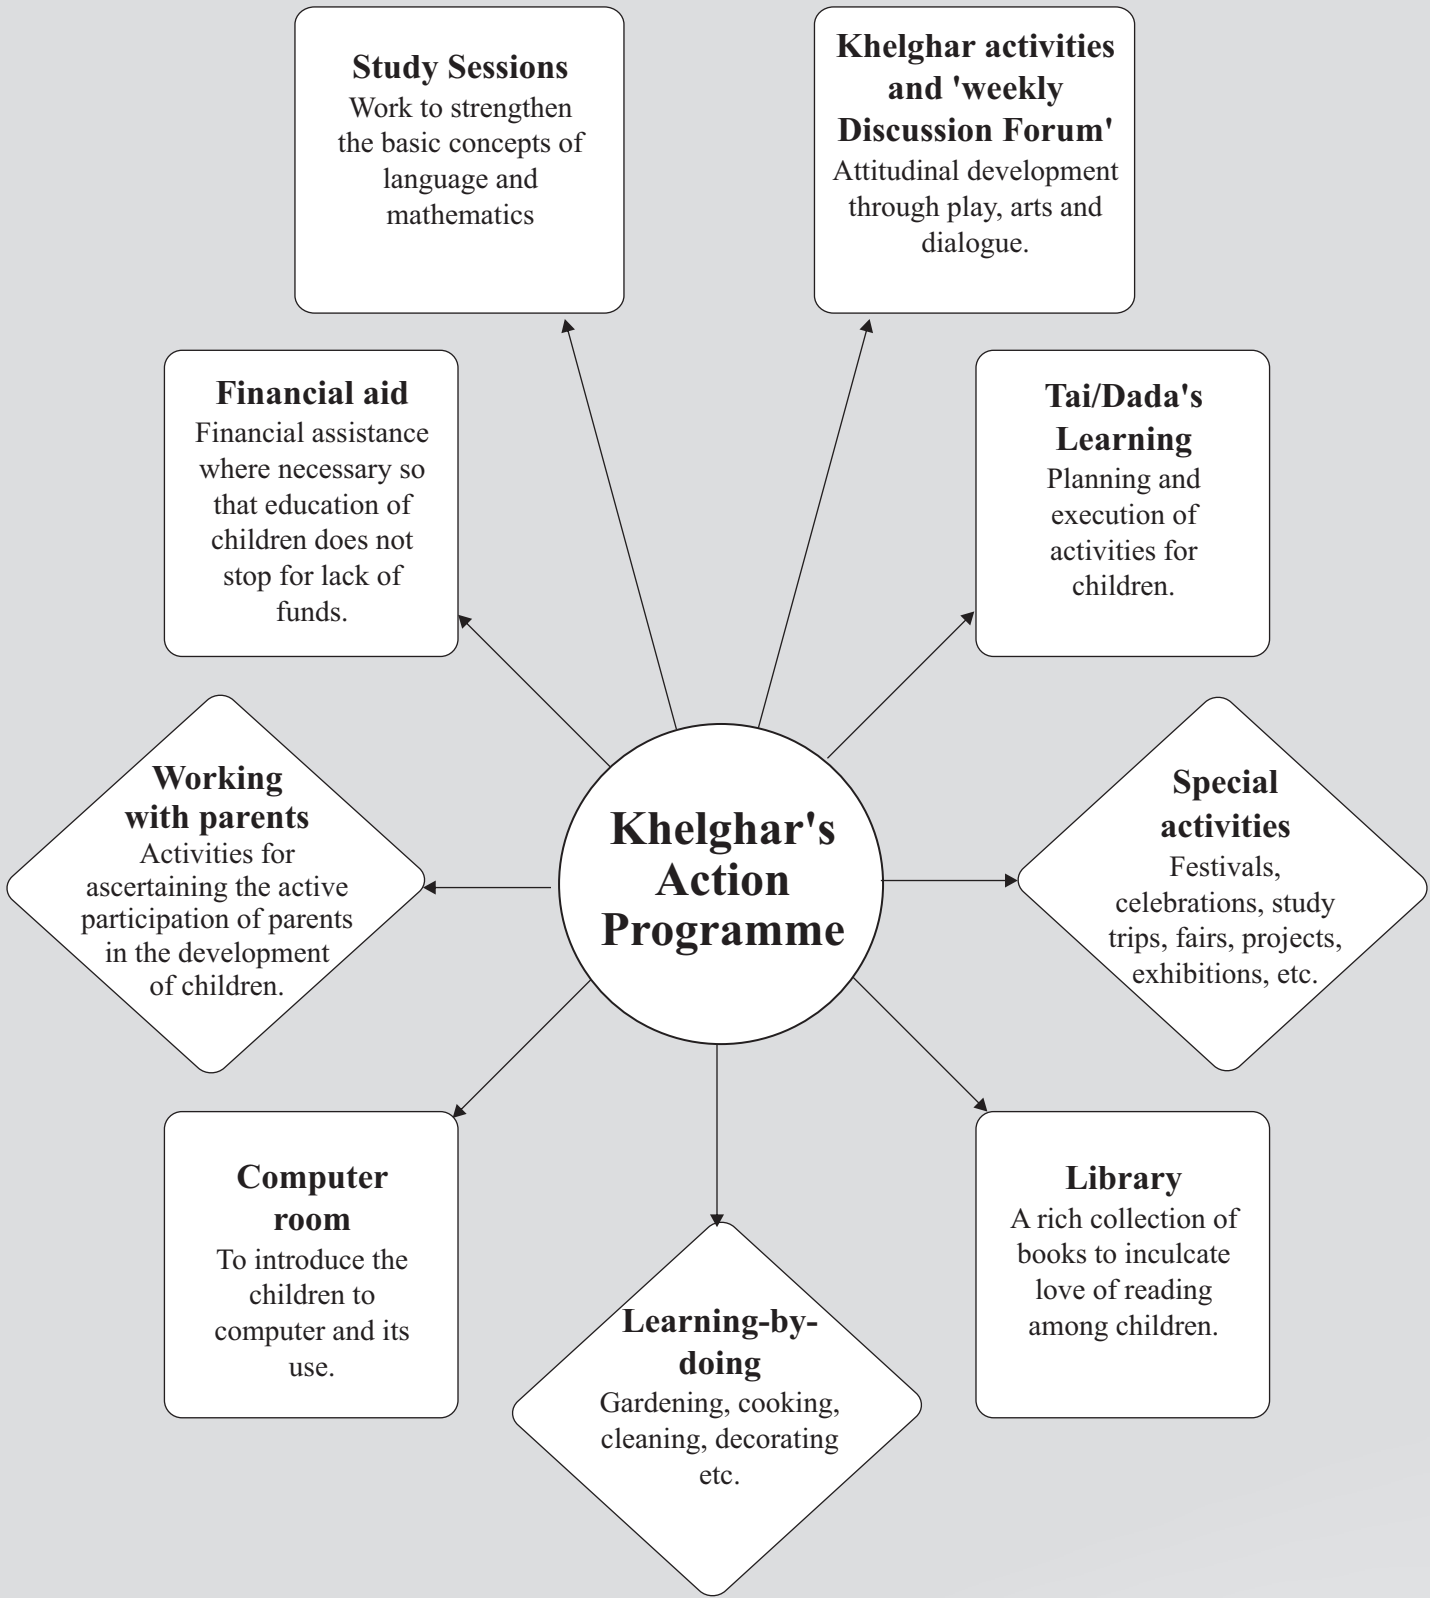 Study Sessions
Work to strengthen
the basic concepts of
language and
mathematics
Khelghar activities
and 'weekly
Discussion Forum'
Attitudinal development
through play, arts and
dialogue.
Financial aid
Financial assistance
where necessary so
that education of
children does not
stop for lack of
funds.
Tai/Dada's
Learning
Planning and
execution of
activities for
children.
Working
with parents
Activities for
ascertaining the active
participation of parents
in the development
of children.
Khelghar's
Action
Programme
Special
activities
Festivals,
celebrations, study
trips, fairs, projects,
exhibitions, etc.
Computer
room
To introduce the
children to
computer and its
use.
Learning-by-
doing
Gardening, cooking,
cleaning, decorating
etc.
Library
A rich collection of
books to inculcate
love of reading
among children.